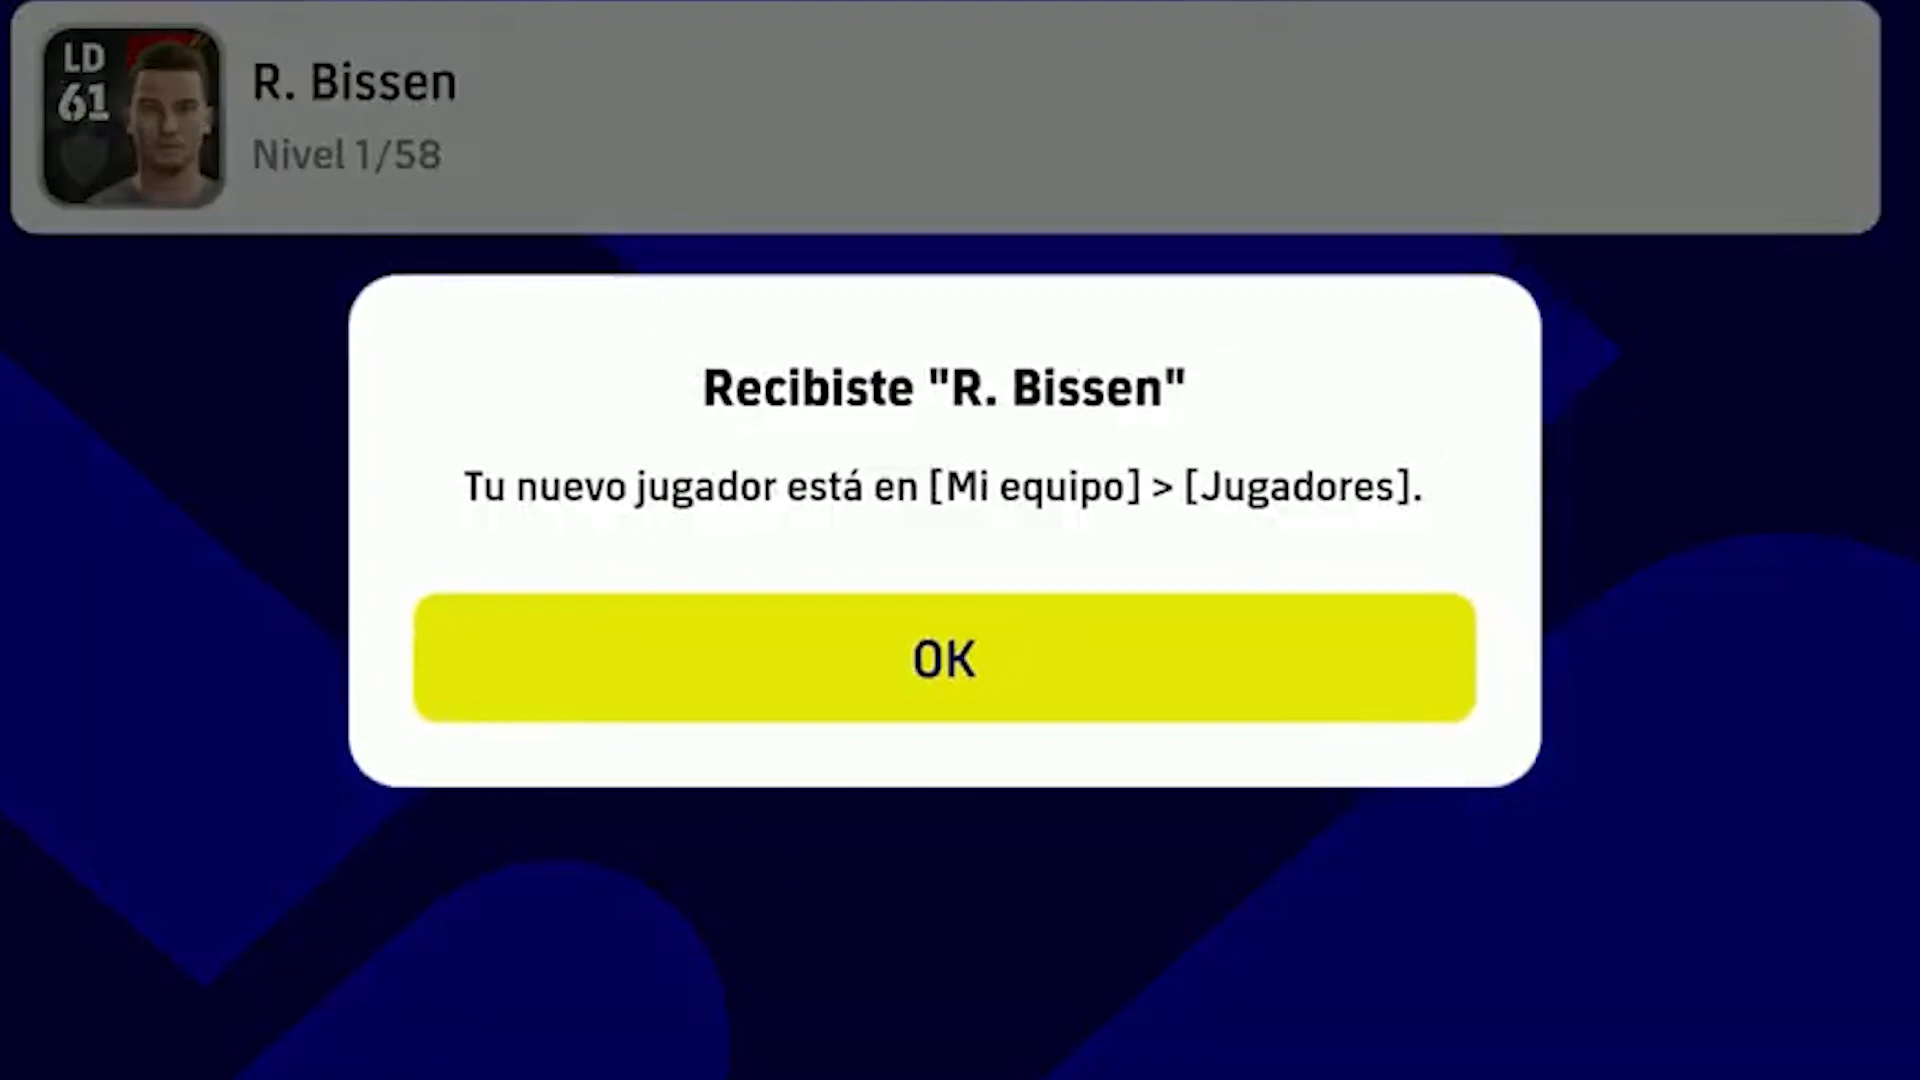 LD
61
R. Bissen
Nivel 1/58
Recibiste "R. Bissen"
Tu nuevo jugador está en [Mi equipo] > [Jugadores].
OK